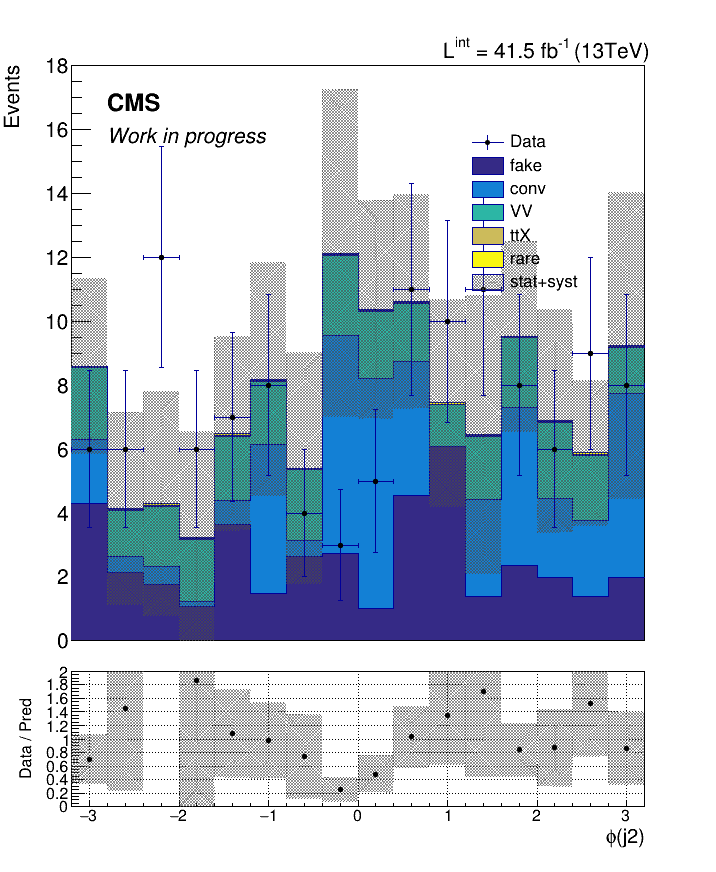 L^int = 41.5 fb^-1 (13TeV)
Events
18
16
14
12
10
8
6
4
2
0
CMS
Work in progress
Data
fake
conv
VV
ttX
rare
stat+syst
Data / Pred
2
1.8
1.6
1.4
1.2
1
0.8
0.6
0.4
0.2
0
−3
−2
−1
0
1
2
3
ϕ(j2)